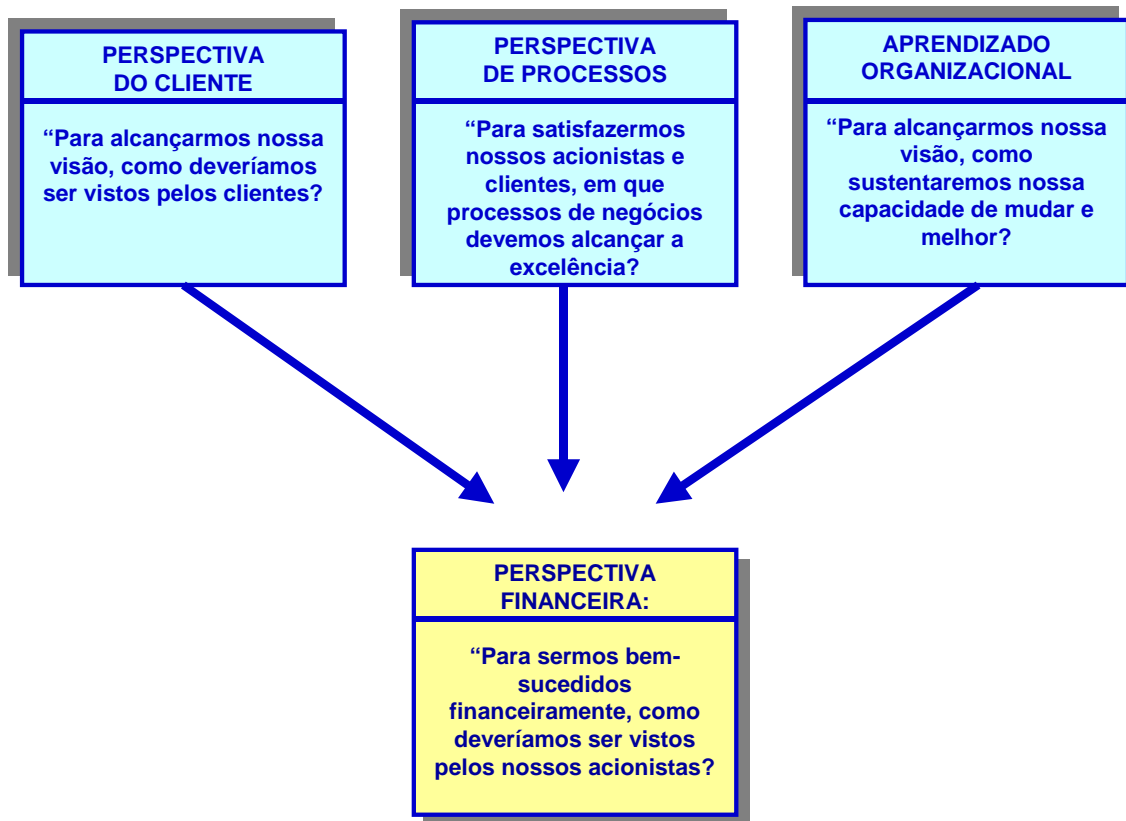 PERSPECTIVA
DO CLIENTE
“Para alcançarmos nossa
visão, como deveríamos
ser vistos pelos clientes?
PERSPECTIVA
DE PROCESSOS
“Para satisfazermos
nossos acionistas e
clientes, em que
processos de negócios
devemos alcançar a
excelência?
APRENDIZADO
ORGANIZACIONAL
“Para alcançarmos nossa
visão, como
sustentaremos nossa
capacidade de mudar e
melhor?
PERSPECTIVA
FINANCEIRA:
“Para sermos bem-
sucedidos
financeiramente, como
deveríamos ser vistos
pelos nossos acionistas?